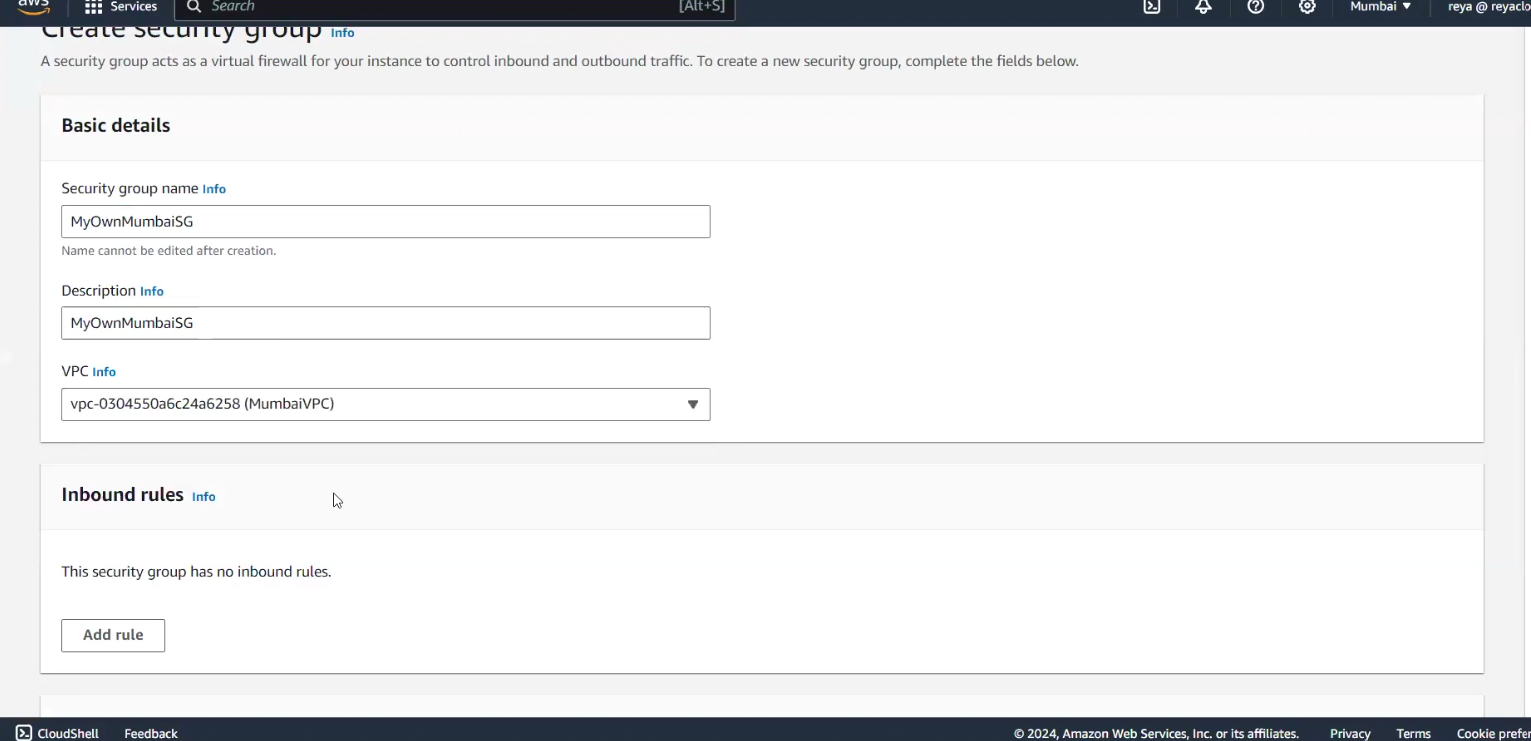 aws Services Search [Alt+S] Mumbai reya @ reyaclo
Create security group Info
A security group acts as a virtual firewall for your instance to control inbound and outbound traffic. To create a new security group, complete the fields below.
Basic details
Security group name Info
MyOwnMumbaiSG
Name cannot be edited after creation.
Description Info
MyOwnMumbaiSG
VPC Info
vpc-0304550a6c24a6258 (MumbaiVPC)
Inbound rules Info
This security group has no inbound rules.
Add rule
CloudShell Feedback © 2024, Amazon Web Services, Inc. or its affiliates. Privacy Terms Cookie prefer